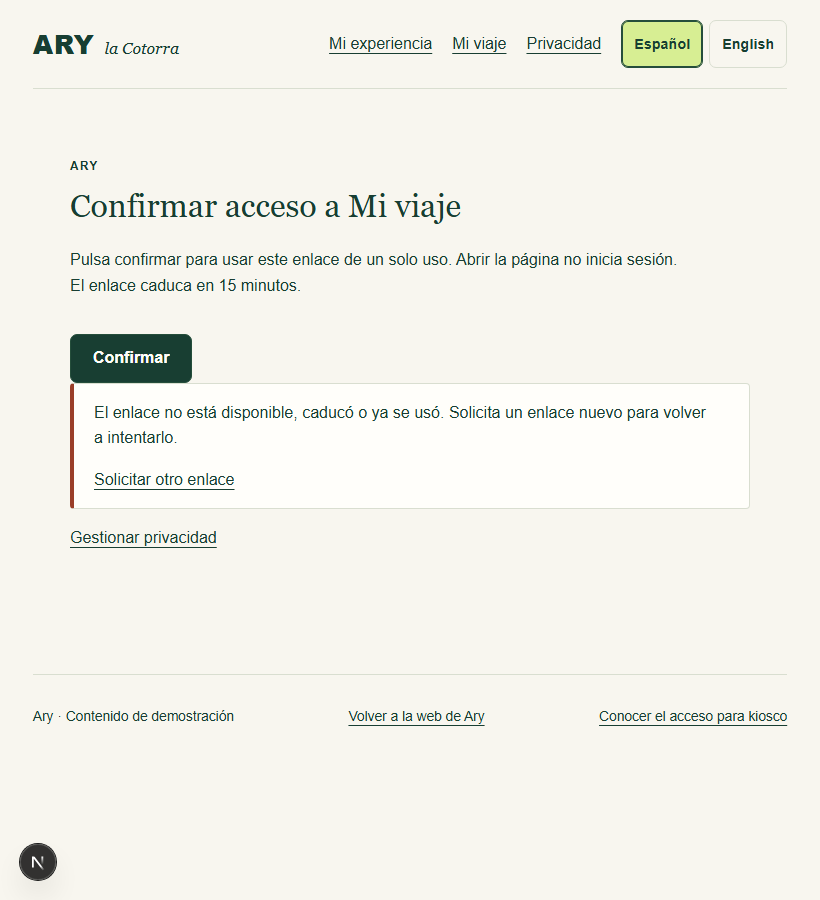 ARY la Cotorra
Mi experiencia Mi viaje Privacidad Español English
ARY
Confirmar acceso a Mi viaje
Pulsa confirmar para usar este enlace de un solo uso. Abrir la página no inicia sesión.
El enlace caduca en 15 minutos.
Confirmar
El enlace no está disponible, caducó o ya se usó. Solicita un enlace nuevo para volver
a intentarlo.
Solicitar otro enlace
Gestionar privacidad
Ary · Contenido de demostración Volver a la web de Ary Conocer el acceso para kiosco
N